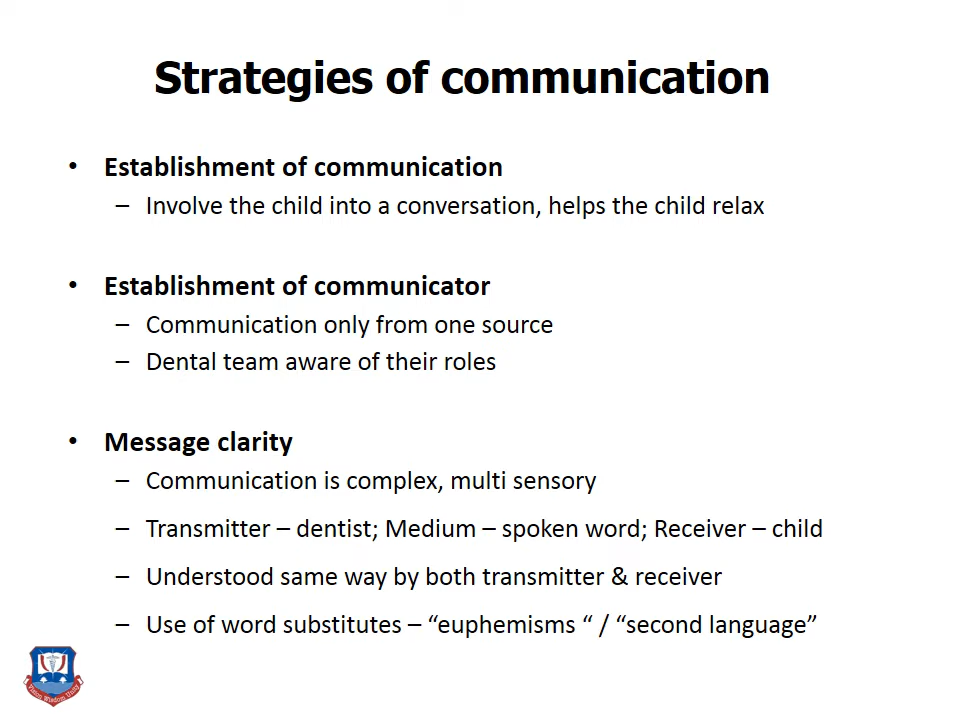 Strategies of communication
• Establishment of communication
– Involve the child into a conversation, helps the child relax
• Establishment of communicator
– Communication only from one source
– Dental team aware of their roles
• Message clarity
– Communication is complex, multi sensory
– Transmitter – dentist; Medium – spoken word; Receiver – child
– Understood same way by both transmitter & receiver
– Use of word substitutes – “euphemisms “ / “second language”
Vision Wisdom Unity